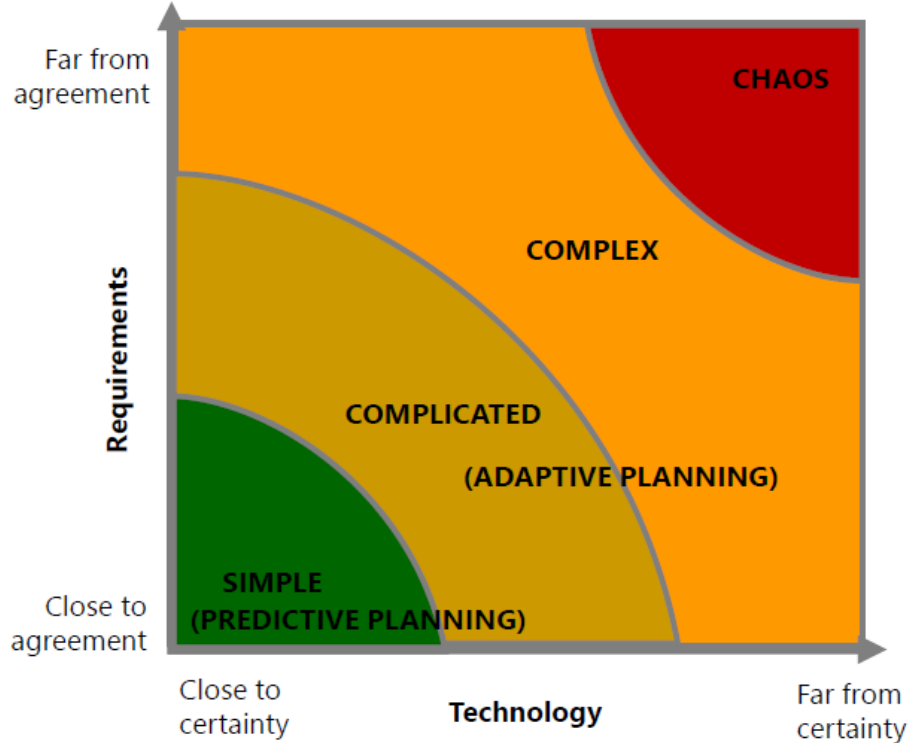 Far from
agreement
CHAOS
COMPLEX
Requirements
COMPLICATED
(ADAPTIVE PLANNING)
SIMPLE
(PREDICTIVE PLANNING)
Close to
agreement
Close to
certainty
Technology
Far from
certainty